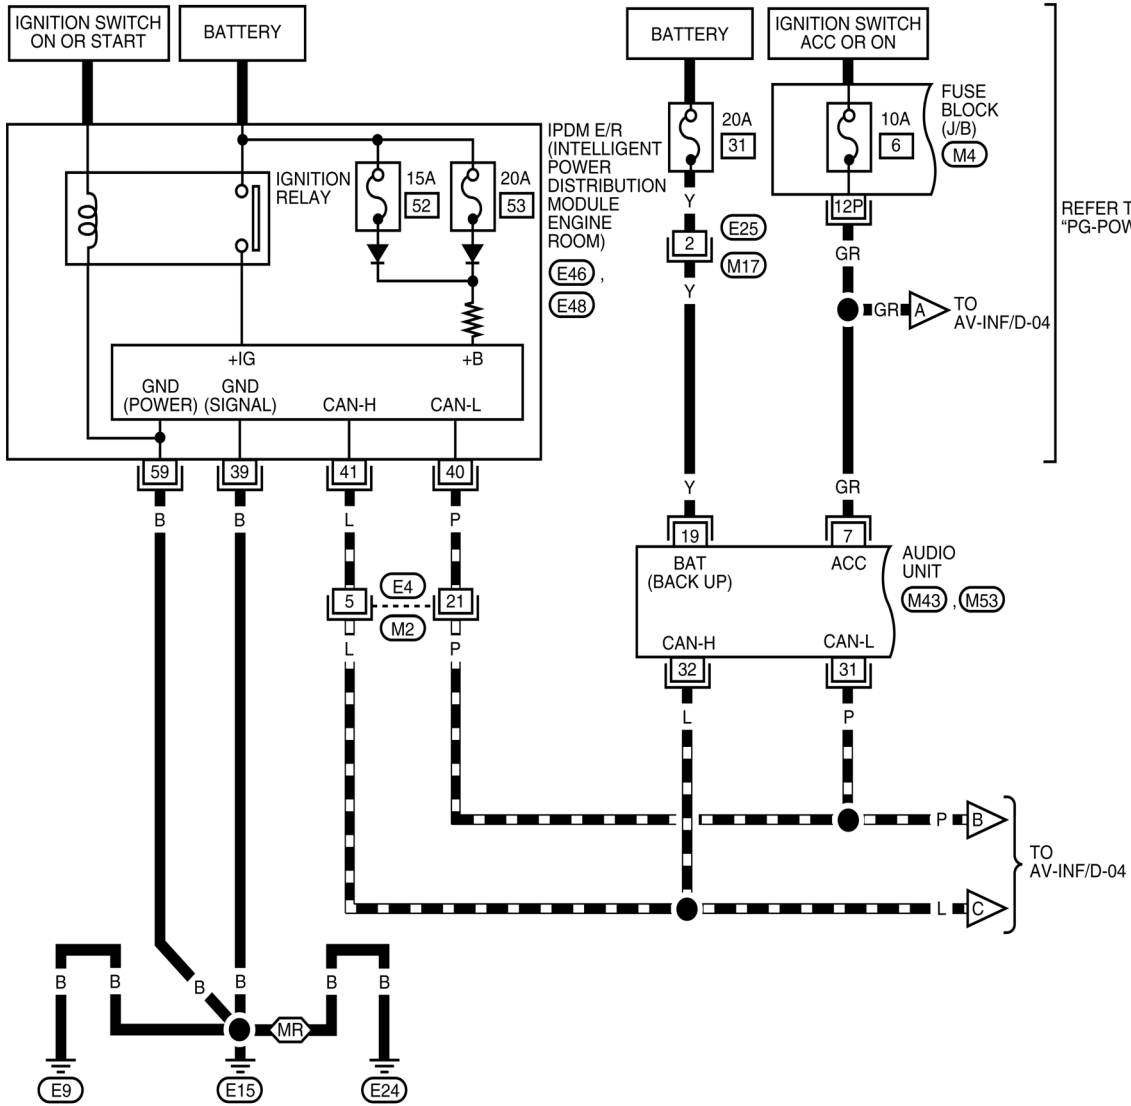 IGNITION SWITCH
ON OR START
BATTERY
BATTERY
IGNITION SWITCH
ACC OR ON
IPDM E/R
(INTELLIGENT
POWER
DISTRIBUTION
MODULE
ENGINE
ROOM)
E46 ,
E48
IGNITION
RELAY
15A
52
20A
53
20A
31
10A
6
FUSE
BLOCK
(J/B)
M4
REFER T
“PG-POW
12P
Y
2
E25
M17
Y
GR
GR
A
TO
AV-INF/D-04
+IG
+B
GND
(POWER)
GND
(SIGNAL)
CAN-H
CAN-L
59
39
41
40
B
B
L
P
Y
GR
19
7
BAT
(BACK UP)
ACC
AUDIO
UNIT
M43 , M53
5
E4
M2
21
L
P
CAN-H
CAN-L
32
31
L
P
P
B
L
C
TO
AV-INF/D-04
B
B
B
B
B
B
MR
E9
E15
E24